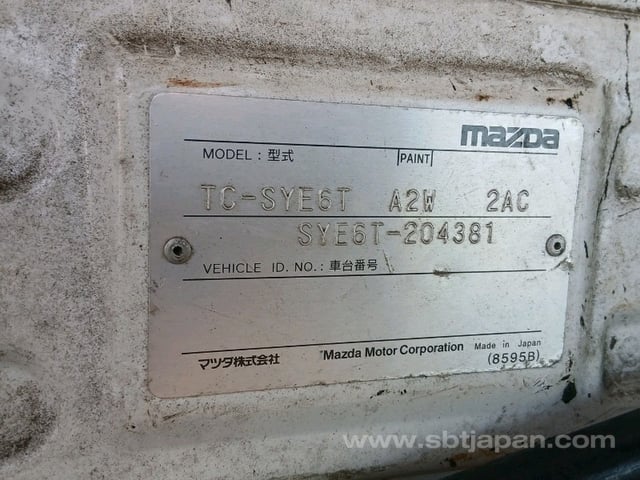 mazda
MODEL : 型式 PAINT
TC-SYE6T A2W 2AC
SYE6T-204381
VEHICLE ID. NO. : 車台番号
マツダ株式会社 Mazda Motor Corporation Made in Japan
(8595B)
www.sbtjapan.com